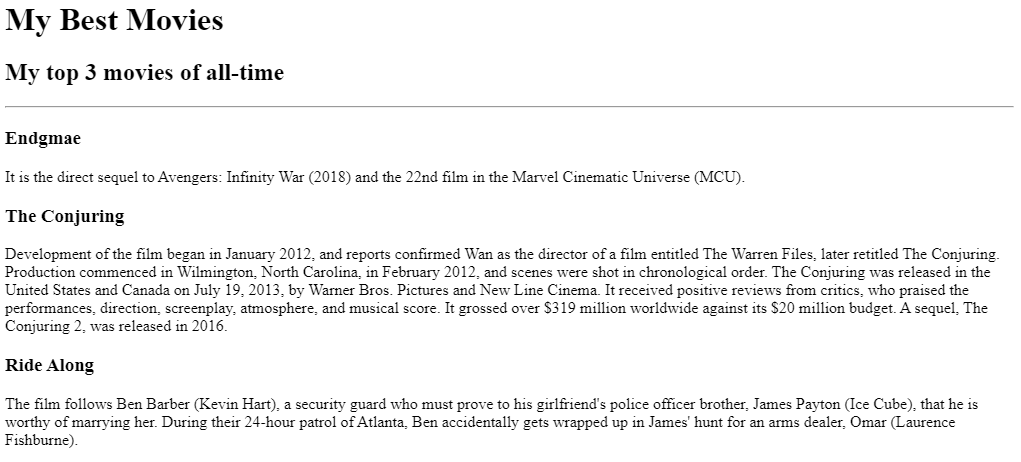 My Best Movies
My top 3 movies of all-time
Endgmae
It is the direct sequel to Avengers: Infinity War (2018) and the 22nd film in the Marvel Cinematic Universe (MCU).
The Conjuring
Development of the film began in January 2012, and reports confirmed Wan as the director of a film entitled The Warren Files, later retitled The Conjuring.
Production commenced in Wilmington, North Carolina, in February 2012, and scenes were shot in chronological order. The Conjuring was released in the
United States and Canada on July 19, 2013, by Warner Bros. Pictures and New Line Cinema. It received positive reviews from critics, who praised the
performances, direction, screenplay, atmosphere, and musical score. It grossed over $319 million worldwide against its $20 million budget. A sequel, The
Conjuring 2, was released in 2016.
Ride Along
The film follows Ben Barber (Kevin Hart), a security guard who must prove to his girlfriend's police officer brother, James Payton (Ice Cube), that he is
worthy of marrying her. During their 24-hour patrol of Atlanta, Ben accidentally gets wrapped up in James' hunt for an arms dealer, Omar (Laurence
Fishburne).